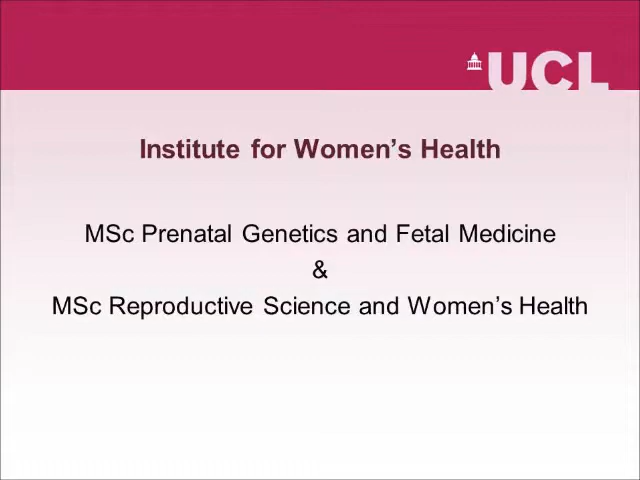 UCL
Institute for Women's Health
MSc Prenatal Genetics and Fetal Medicine
&
MSc Reproductive Science and Women's Health